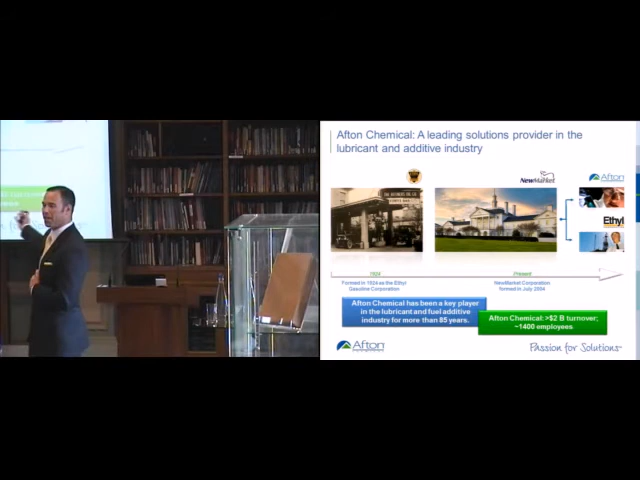 Afton Chemical: A leading solutions provider in the
lubricant and additive industry
NewMarket
Afton
Ethyl
1924
Present
Formed in 1924 as the Ethyl
Gasoline Corporation
NewMarket Corporation
formed in July 2004
Afton Chemical has been a key player
in the lubricant and fuel additive
industry for more than 85 years.
Afton Chemical: >$2 B turnover;
~1400 employees
Afton
Passion for Solutions